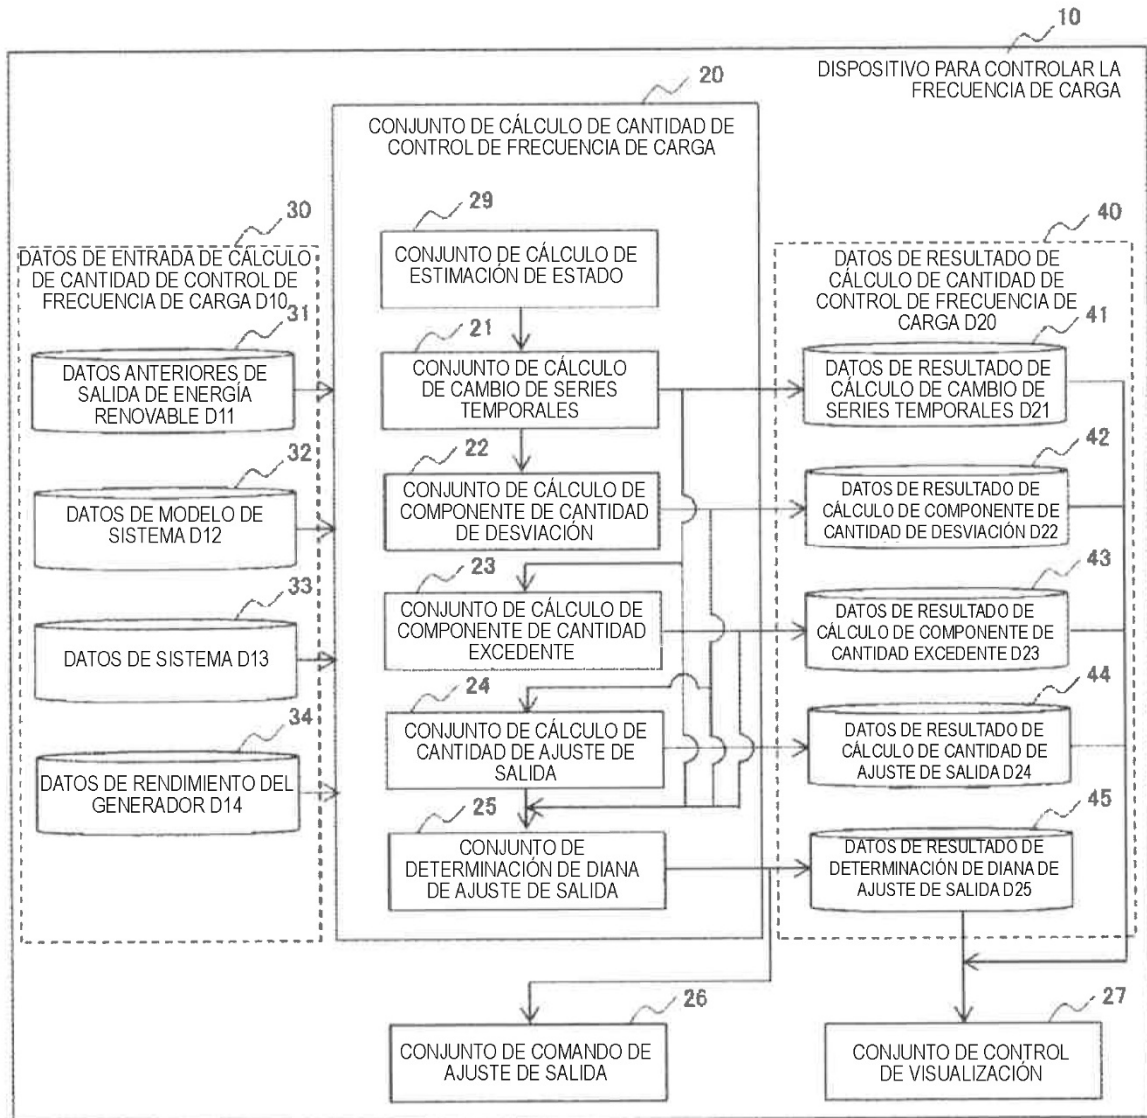 10
DISPOSITIVO PARA CONTROLAR LA
FRECUENCIA DE CARGA
20
CONJUNTO DE CÁLCULO DE CANTIDAD DE
CONTROL DE FRECUENCIA DE CARGA
30
DATOS DE ENTRADA DE CÁLCULO
DE CANTIDAD DE CONTROL DE
FRECUENCIA DE CARGA D10
31
DATOS ANTERIORES DE
SALIDA DE ENERGÍA
RENOVABLE D11
32
DATOS DE MODELO DE
SISTEMA D12
33
DATOS DE SISTEMA D13
34
DATOS DE RENDIMIENTO DEL
GENERADOR D14
29
CONJUNTO DE CÁLCULO DE
ESTIMACIÓN DE ESTADO
21
CONJUNTO DE CÁLCULO
DE CAMBIO DE SERIES
TEMPORALES
22
CONJUNTO DE CÁLCULO DE
COMPONENTE DE CANTIDAD
DE DESVIACIÓN
23
CONJUNTO DE CÁLCULO DE
COMPONENTE DE CANTIDAD
EXCEDENTE
24
CONJUNTO DE CÁLCULO DE
CANTIDAD DE AJUSTE DE
SALIDA
25
CONJUNTO DE
DETERMINACIÓN DE DIANA
DE AJUSTE DE SALIDA
40
DATOS DE RESULTADO DE
CÁLCULO DE CANTIDAD DE
CONTROL DE FRECUENCIA DE
CARGA D20
41
DATOS DE RESULTADO DE
CÁLCULO DE CAMBIO DE
SERIES TEMPORALES D21
42
DATOS DE RESULTADO DE
CÁLCULO DE COMPONENTE DE
CANTIDAD DE DESVIACIÓN D22
43
DATOS DE RESULTADO DE
CÁLCULO DE COMPONENTE DE
CANTIDAD EXCEDENTE D23
44
DATOS DE RESULTADO DE
CÁLCULO DE CANTIDAD DE
AJUSTE DE SALIDA D24
45
DATOS DE RESULTADO DE
DETERMINACIÓN DE DIANA DE
AJUSTE DE SALIDA D25
26
CONJUNTO DE COMANDO DE
AJUSTE DE SALIDA
27
CONJUNTO DE CONTROL
DE VISUALIZACIÓN